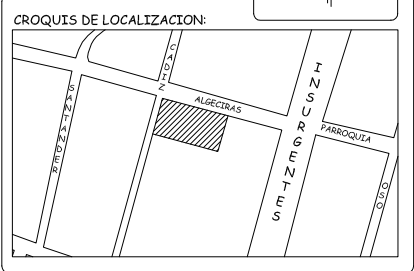 CROQUIS DE LOCALIZACION:
CADIZ
INSURGENTES
SANTANDER
ALGECIRAS
PARROQUIA
OSO